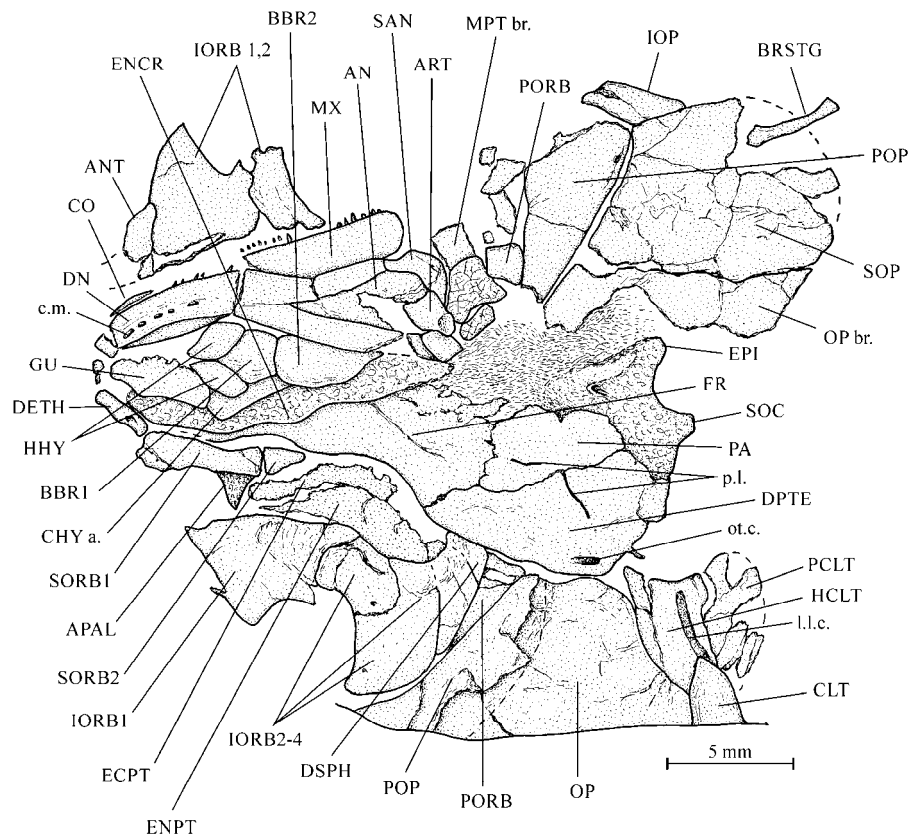 BBR2
SAN
MPT br.
IORB 1,2
IOP
BRSTG
ENCR
AN
ART
PORB
MX
ANT
POP
CO
DN
SOP
c.m.
OP br.
GU
EPI
FR
DETH
SOC
HHY
PA
BBR1
p.l.
DPTE
CHY a.
ot.c.
SORB1
PCLT
HCLT
APAL
l.l.c.
SORB2
CLT
IORB1
IORB2-4
5 mm
ECPT
DSPH
POP
PORB
OP
ENPT